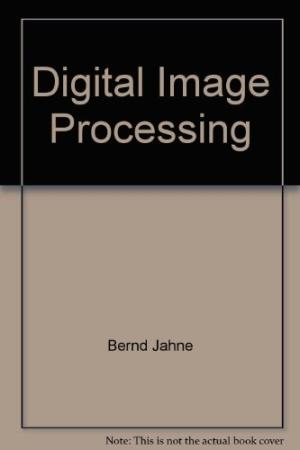 Digital Image
Processing
Bernd Jahne
Note: This is not the actual book cover